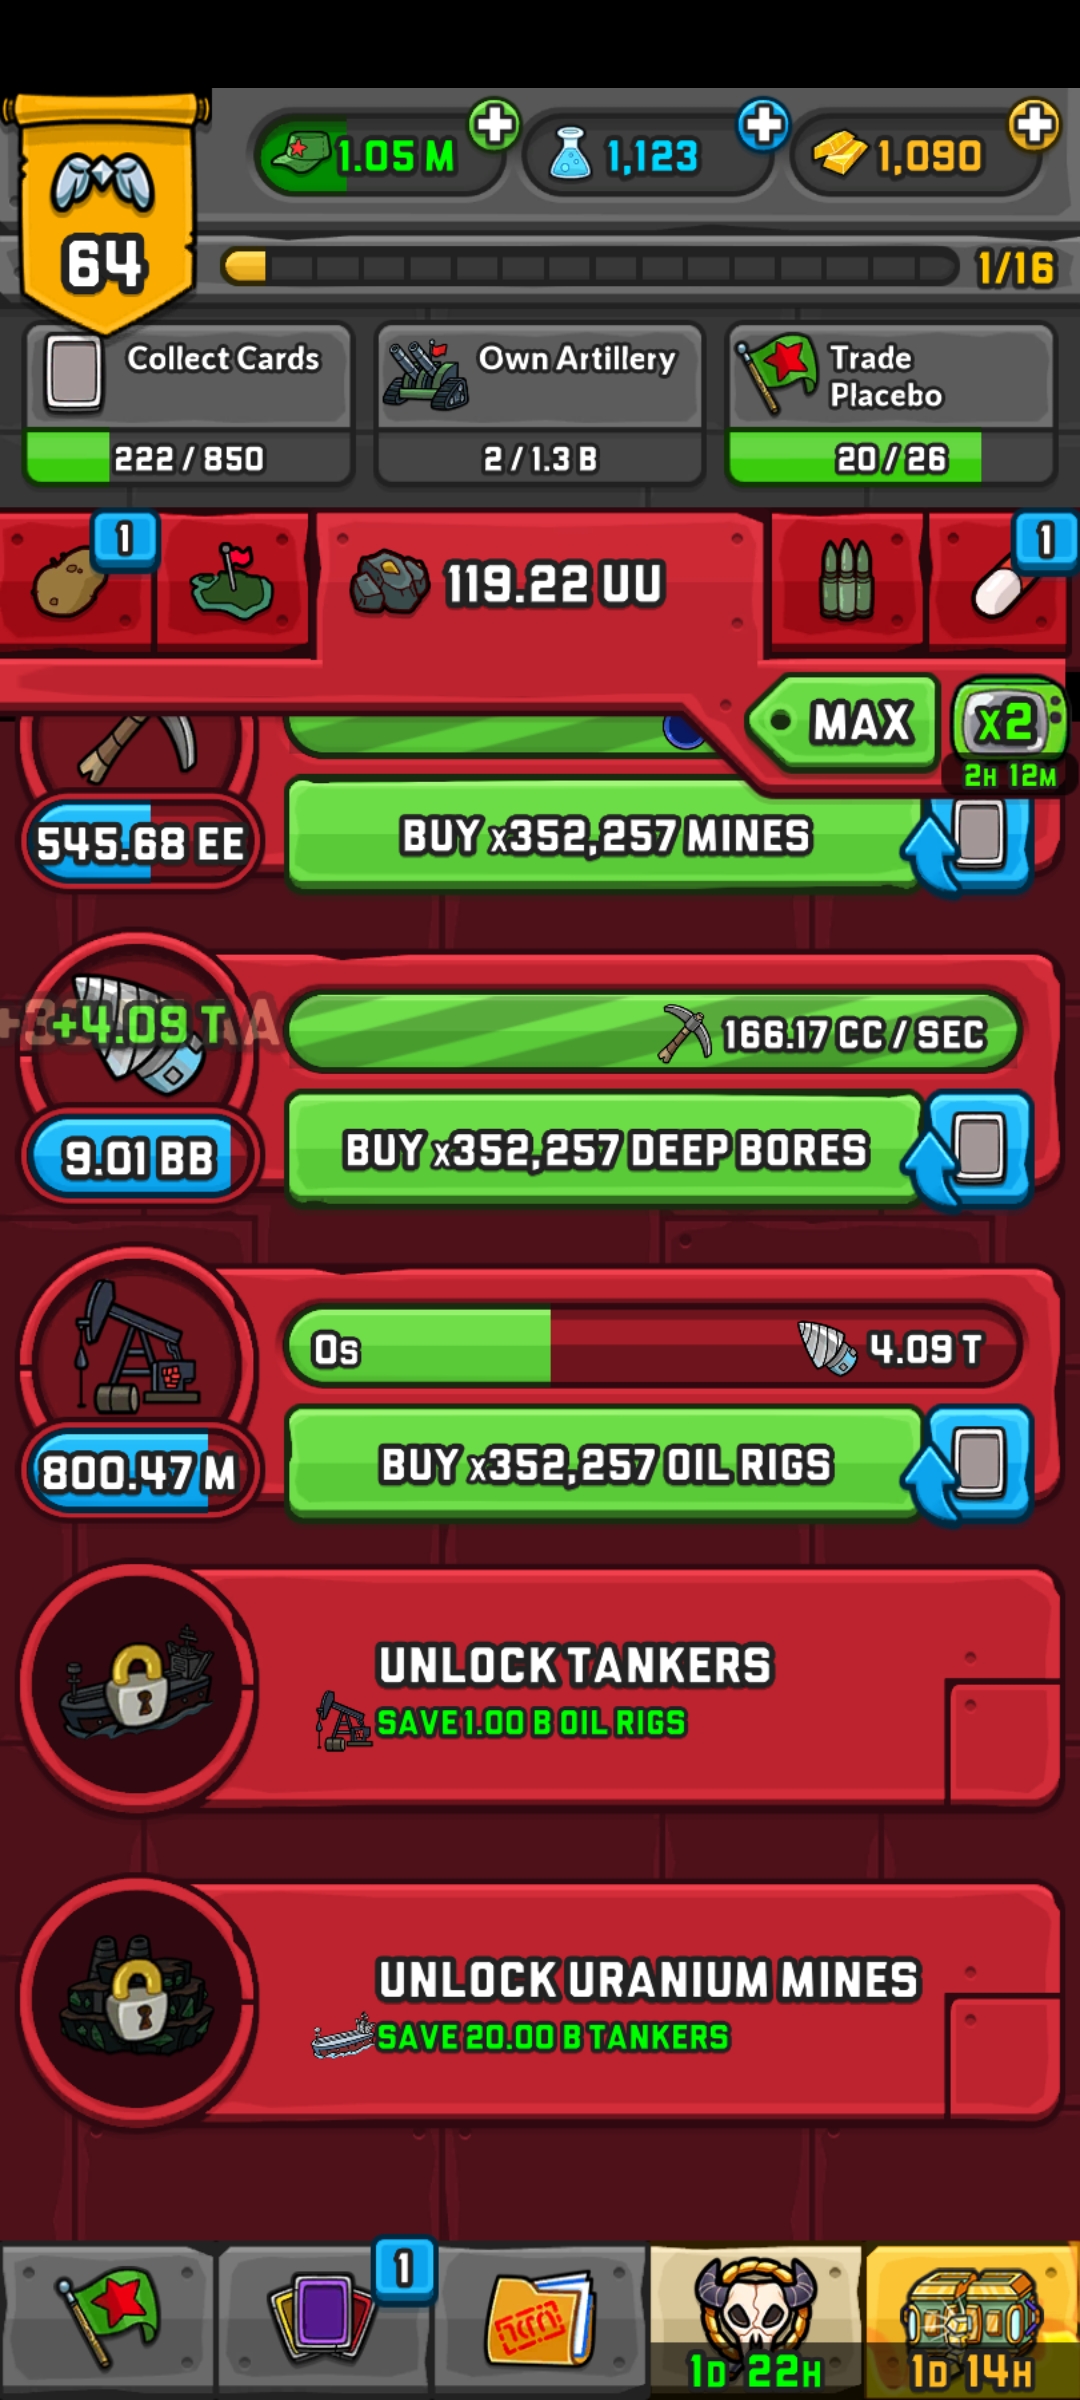 1.05 M
1,123
1,090
64
1/16
Collect Cards
222 / 850
Own Artillery
2 / 1.3 B
Trade
Placebo
20 / 26
1
119.22 UU
1
MAX
X2
2H 12M
545.68 EE
BUY x352,257 MINES
+4.09 T
166.17 CC / SEC
9.01 BB
BUY x352,257 DEEP BORES
0s
4.09 T
800.47 M
BUY x352,257 OIL RIGS
UNLOCK TANKERS
SAVE 1.00 B OIL RIGS
UNLOCK URANIUM MINES
SAVE 20.00 B TANKERS
1
1D 22H
1D 14H